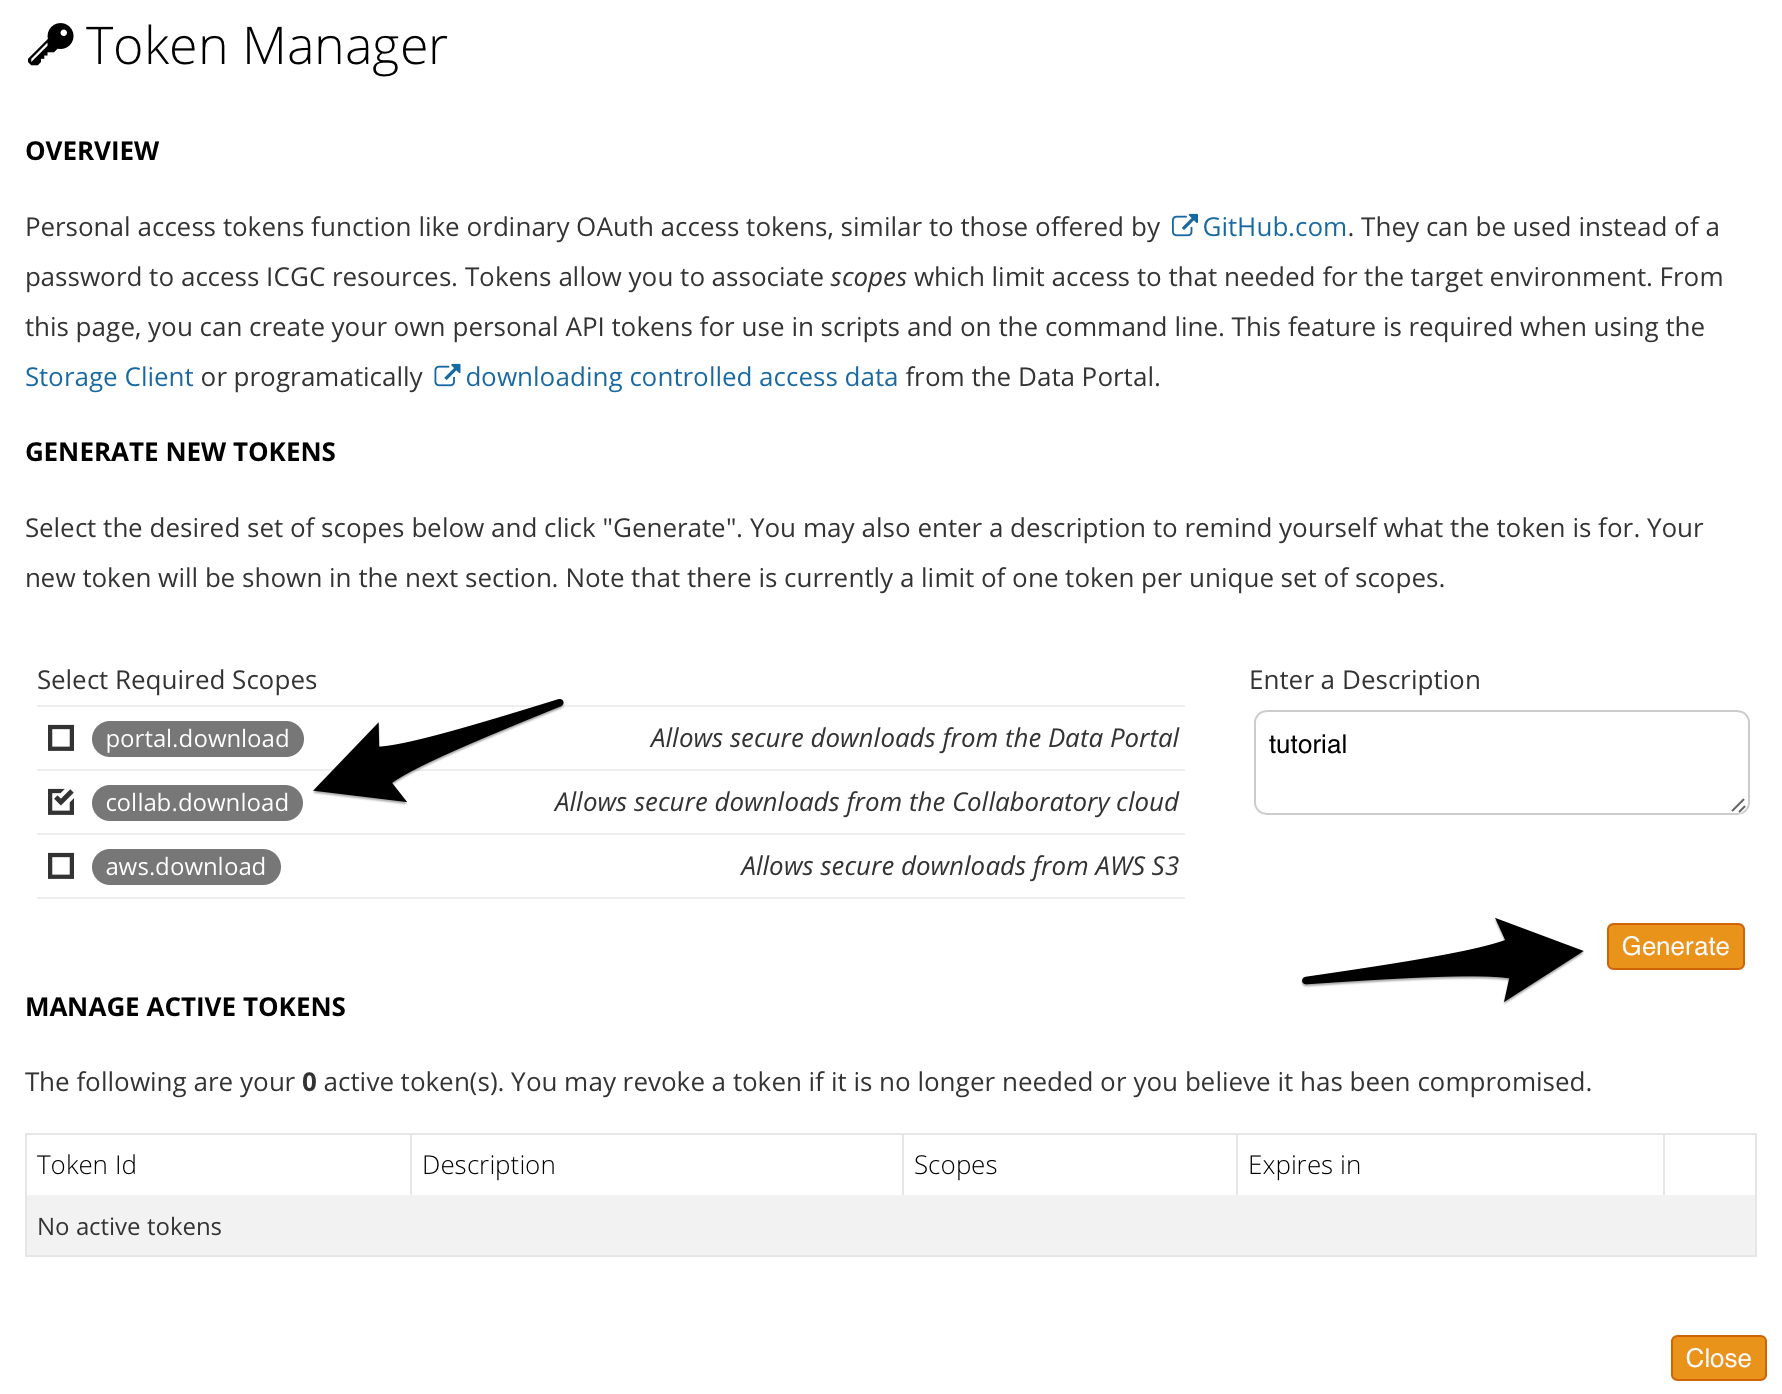 Token Manager
OVERVIEW
Personal access tokens function like ordinary OAuth access tokens, similar to those offered by GitHub.com. They can be used instead of a
password to access ICGC resources. Tokens allow you to associate scopes which limit access to that needed for the target environment. From
this page, you can create your own personal API tokens for use in scripts and on the command line. This feature is required when using the
Storage Client or programatically downloading controlled access data from the Data Portal.
GENERATE NEW TOKENS
Select the desired set of scopes below and click "Generate". You may also enter a description to remind yourself what the token is for. Your
new token will be shown in the next section. Note that there is currently a limit of one token per unique set of scopes.
Select Required Scopes
portal.download Allows secure downloads from the Data Portal
collab.download Allows secure downloads from the Collaboratory cloud
aws.download Allows secure downloads from AWS S3
Enter a Description
tutorial
Generate
MANAGE ACTIVE TOKENS
The following are your 0 active token(s). You may revoke a token if it is no longer needed or you believe it has been compromised.
Token Id Description Scopes Expires in
No active tokens
Close